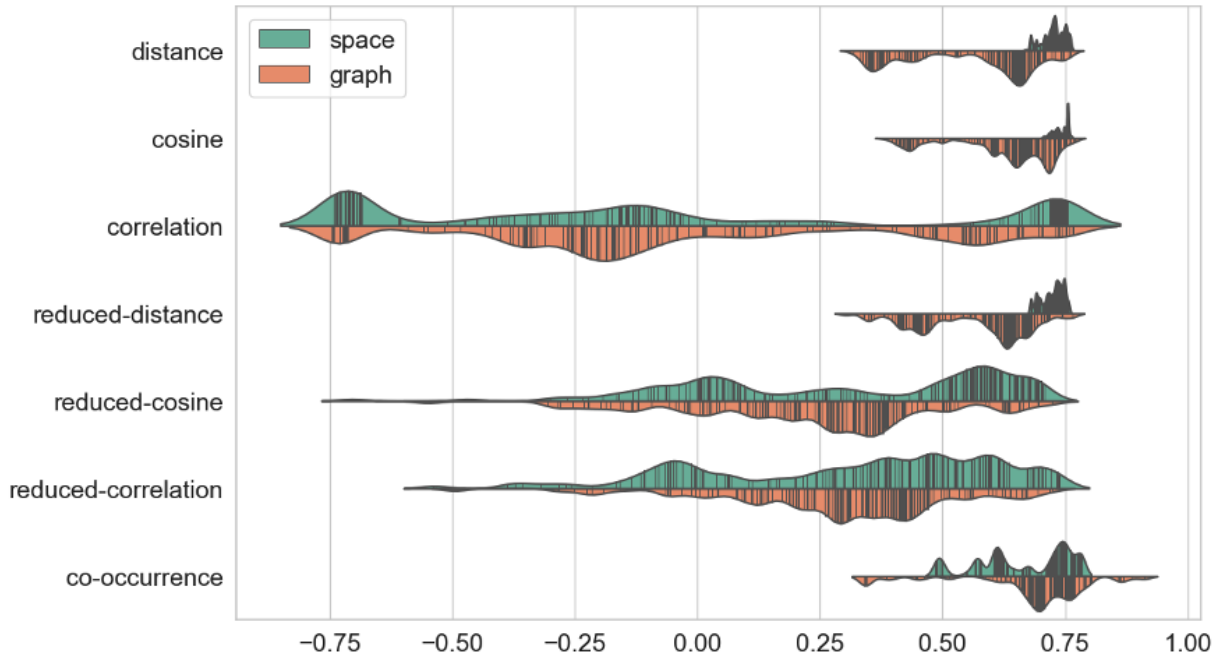 space
graph
distance
cosine
correlation
reduced-distance
reduced-cosine
reduced-correlation
co-occurrence
−0.75 −0.50 −0.25 0.00 0.25 0.50 0.75 1.00